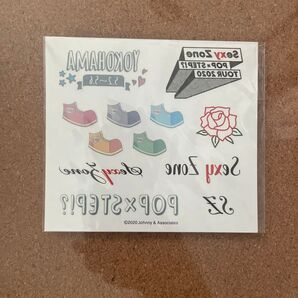 YOKOHAMA
5.7~5.6
Sexy Zone
POP×STEP!?
TOUR 2020
Sexy Zone
Sexy Zone
POP×STEP!?
SZ
©2020 Johnny & Associates